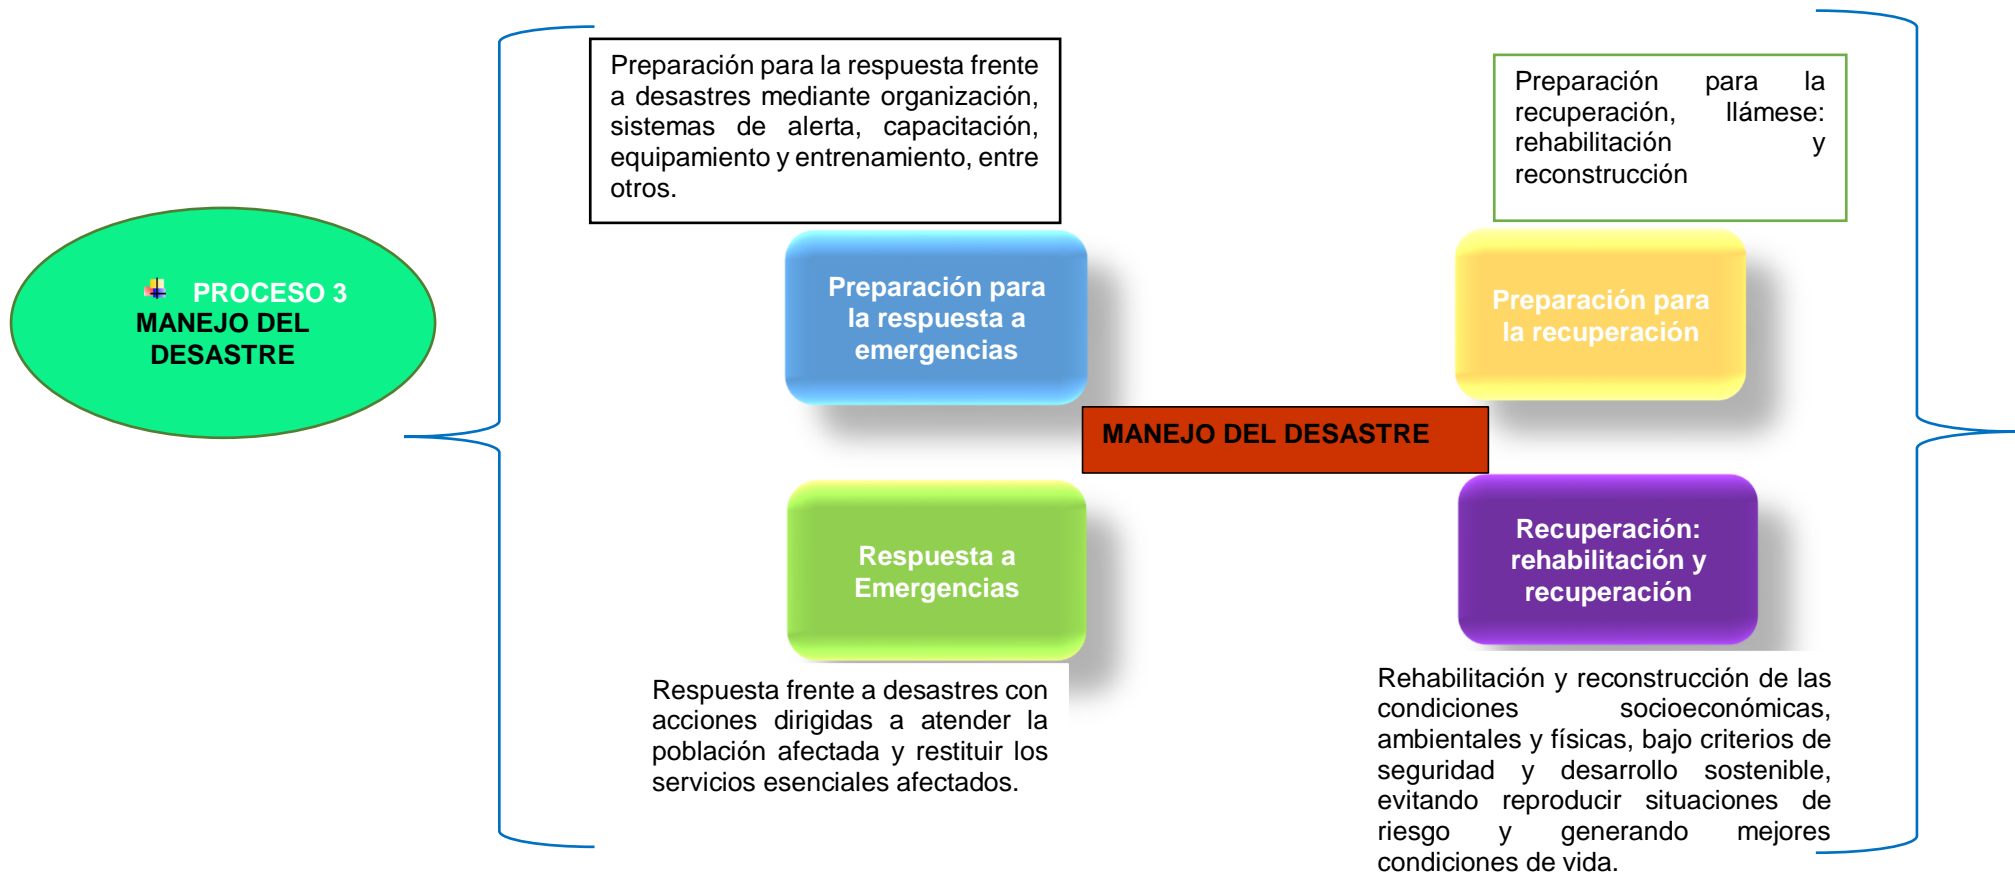 PROCESO 3
MANEJO DEL
DESASTRE
Preparación para la respuesta frente
a desastres mediante organización,
sistemas de alerta, capacitación,
equipamiento y entrenamiento, entre
otros.
Preparación para
la respuesta a
emergencias
Preparación para la
recuperación, llámese:
rehabilitación y
reconstrucción
Preparación para
la recuperación
MANEJO DEL DESASTRE
Respuesta a
Emergencias
Respuesta frente a desastres con
acciones dirigidas a atender la
población afectada y restituir los
servicios esenciales afectados.
Recuperación:
rehabilitación y
recuperación
Rehabilitación y reconstrucción de las
condiciones socioeconómicas,
ambientales y físicas, bajo criterios de
seguridad y desarrollo sostenible,
evitando reproducir situaciones de
riesgo y generando mejores
condiciones de vida.